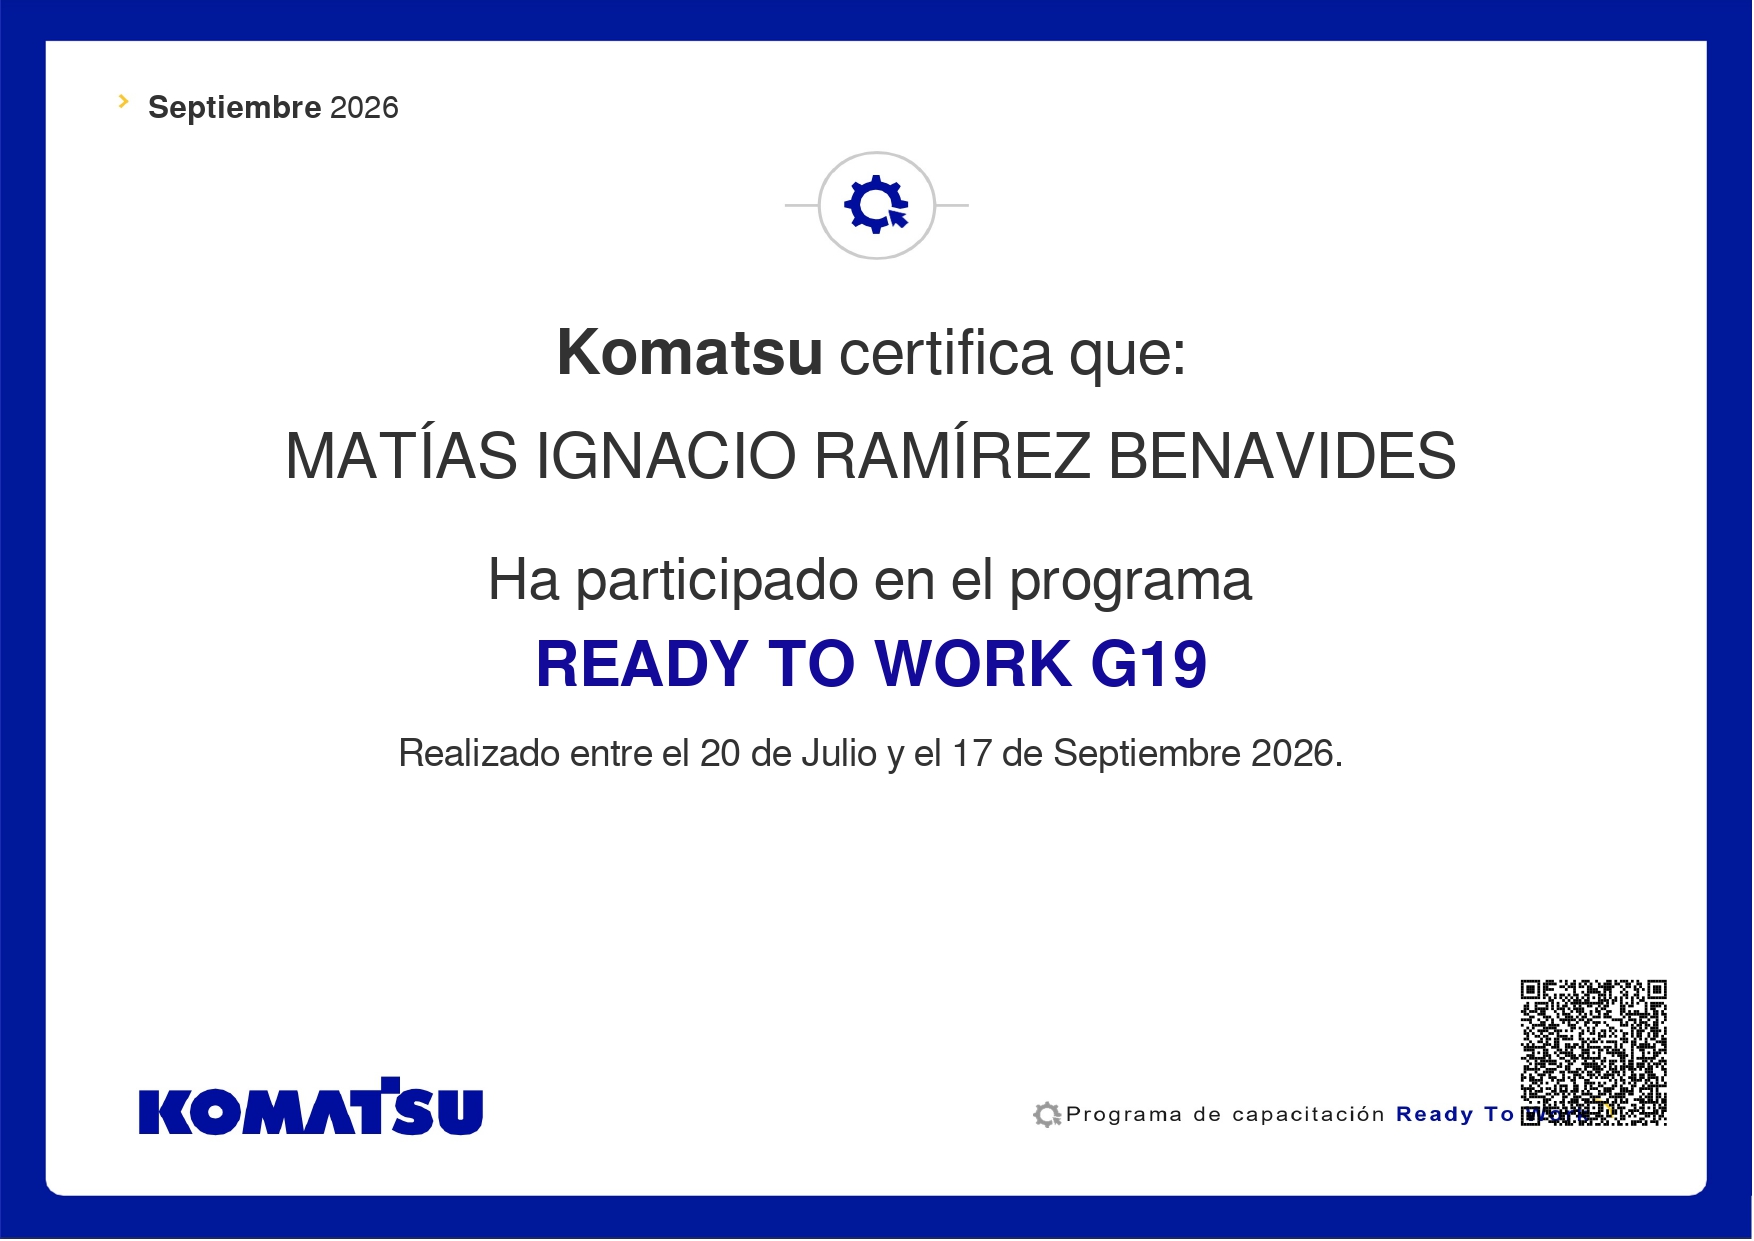 Septiembre 2026
Komatsu certifica que:
MATÍAS IGNACIO RAMÍREZ BENAVIDES
Ha participado en el programa
READY TO WORK G19
Realizado entre el 20 de Julio y el 17 de Septiembre 2026.
KOMATSU
Programa de capacitación Ready To Work